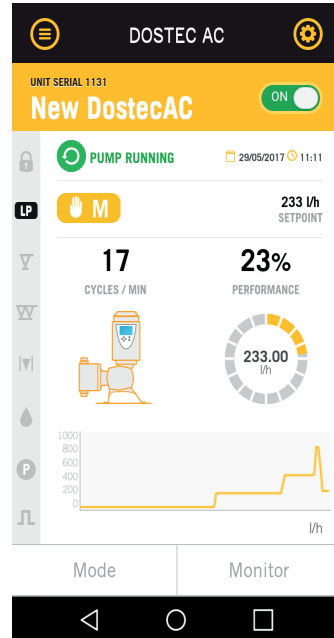 DOSTEC AC
UNIT SERIAL 1131
New DostecAC
ON
PUMP RUNNING
29/05/2017 11:11
LP
M
233 l/h
SETPOINT
17
23%
CYCLES / MIN
PERFORMANCE
233.00
l/h
1000
800
600
400
200
0
P
l/h
Mode
Monitor